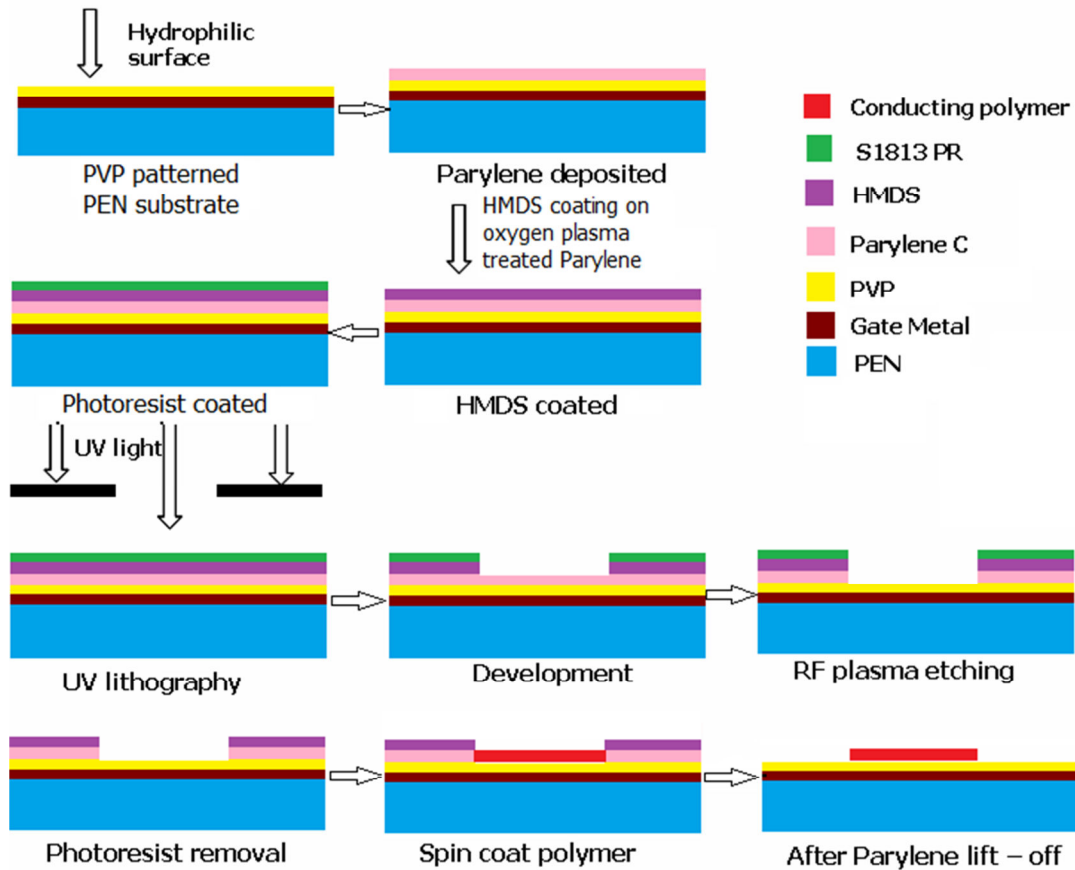 Hydrophilic
surface
PVP patterned
PEN substrate
Parylene deposited
HMDS coating on
oxygen plasma
treated Parylene
Conducting polymer
S1813 PR
HMDS
Parylene C
PVP
Gate Metal
PEN
Photoresist coated
HMDS coated
UV light
UV lithography
Development
RF plasma etching
Photoresist removal
Spin coat polymer
After Parylene lift – off